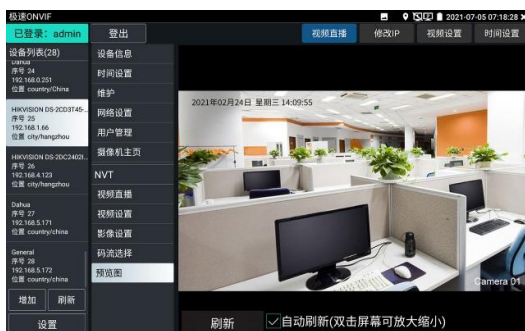 极速ONVIF
2021-07-05 07:18:28
已登录: admin
登出
视频直播
修改IP
视频设置
时间设置
设备列表(28)
Dahua
序号 24
192.168.0.251
位置 country/China
HIKVISION DS-2CD3T45-..
序号 25
192.168.1.66
位置 city/hangzhou
HIKVISION DS-2DC2402I..
序号 26
192.168.4.123
位置 city/hangzhou
Dahua
序号 27
192.168.5.171
位置 country/china
General
序号 28
192.168.5.172
位置 country/china
增加
刷新
设置
设备信息
时间设置
维护
网络设置
用户管理
摄像机主页
NVT
视频直播
视频设置
影像设置
码流选择
预览图
2021年02月24日 星期三 14:09:55
Camera 01
刷新
自动刷新(双击屏幕可放大缩小)